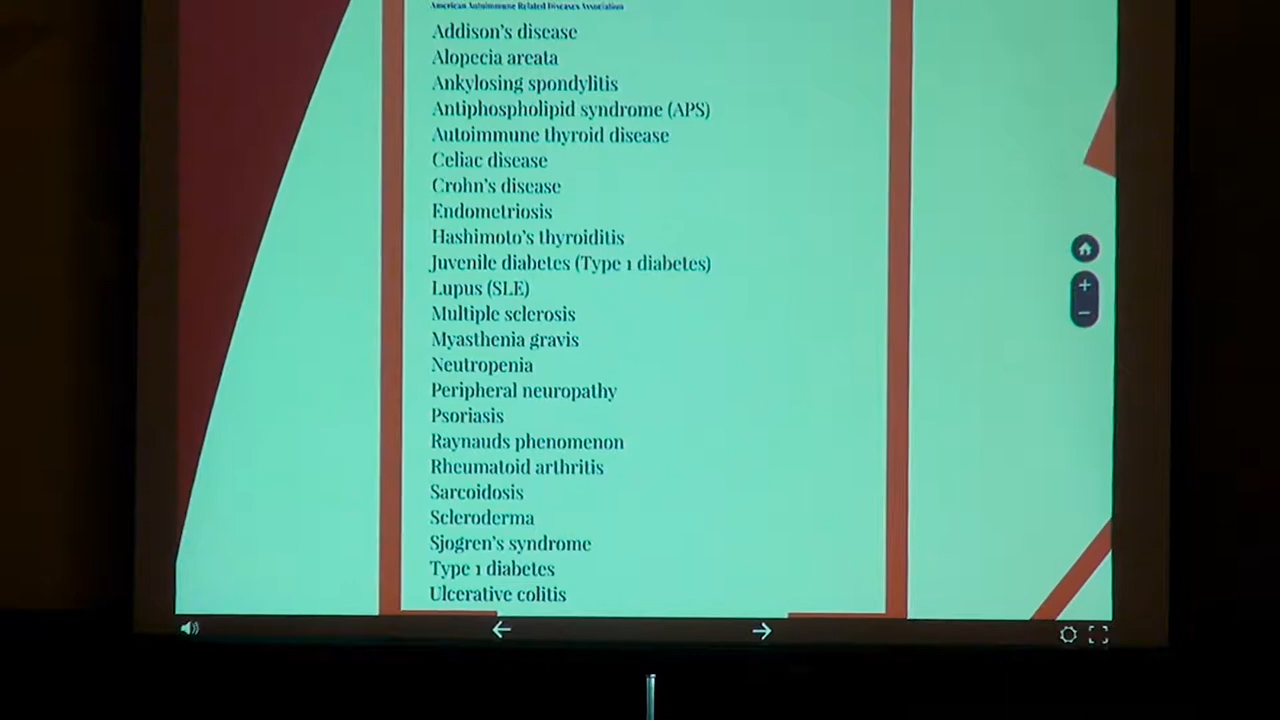 American Autoimmune Related Diseases Association
Addison's disease
Alopecia areata
Ankylosing spondylitis
Antiphospholipid syndrome (APS)
Autoimmune thyroid disease
Celiac disease
Crohn's disease
Endometriosis
Hashimoto's thyroiditis
Juvenile diabetes (Type 1 diabetes)
Lupus (SLE)
Multiple sclerosis
Myasthenia gravis
Neutropenia
Peripheral neuropathy
Psoriasis
Raynauds phenomenon
Rheumatoid arthritis
Sarcoidosis
Scleroderma
Sjogren's syndrome
Type 1 diabetes
Ulcerative colitis